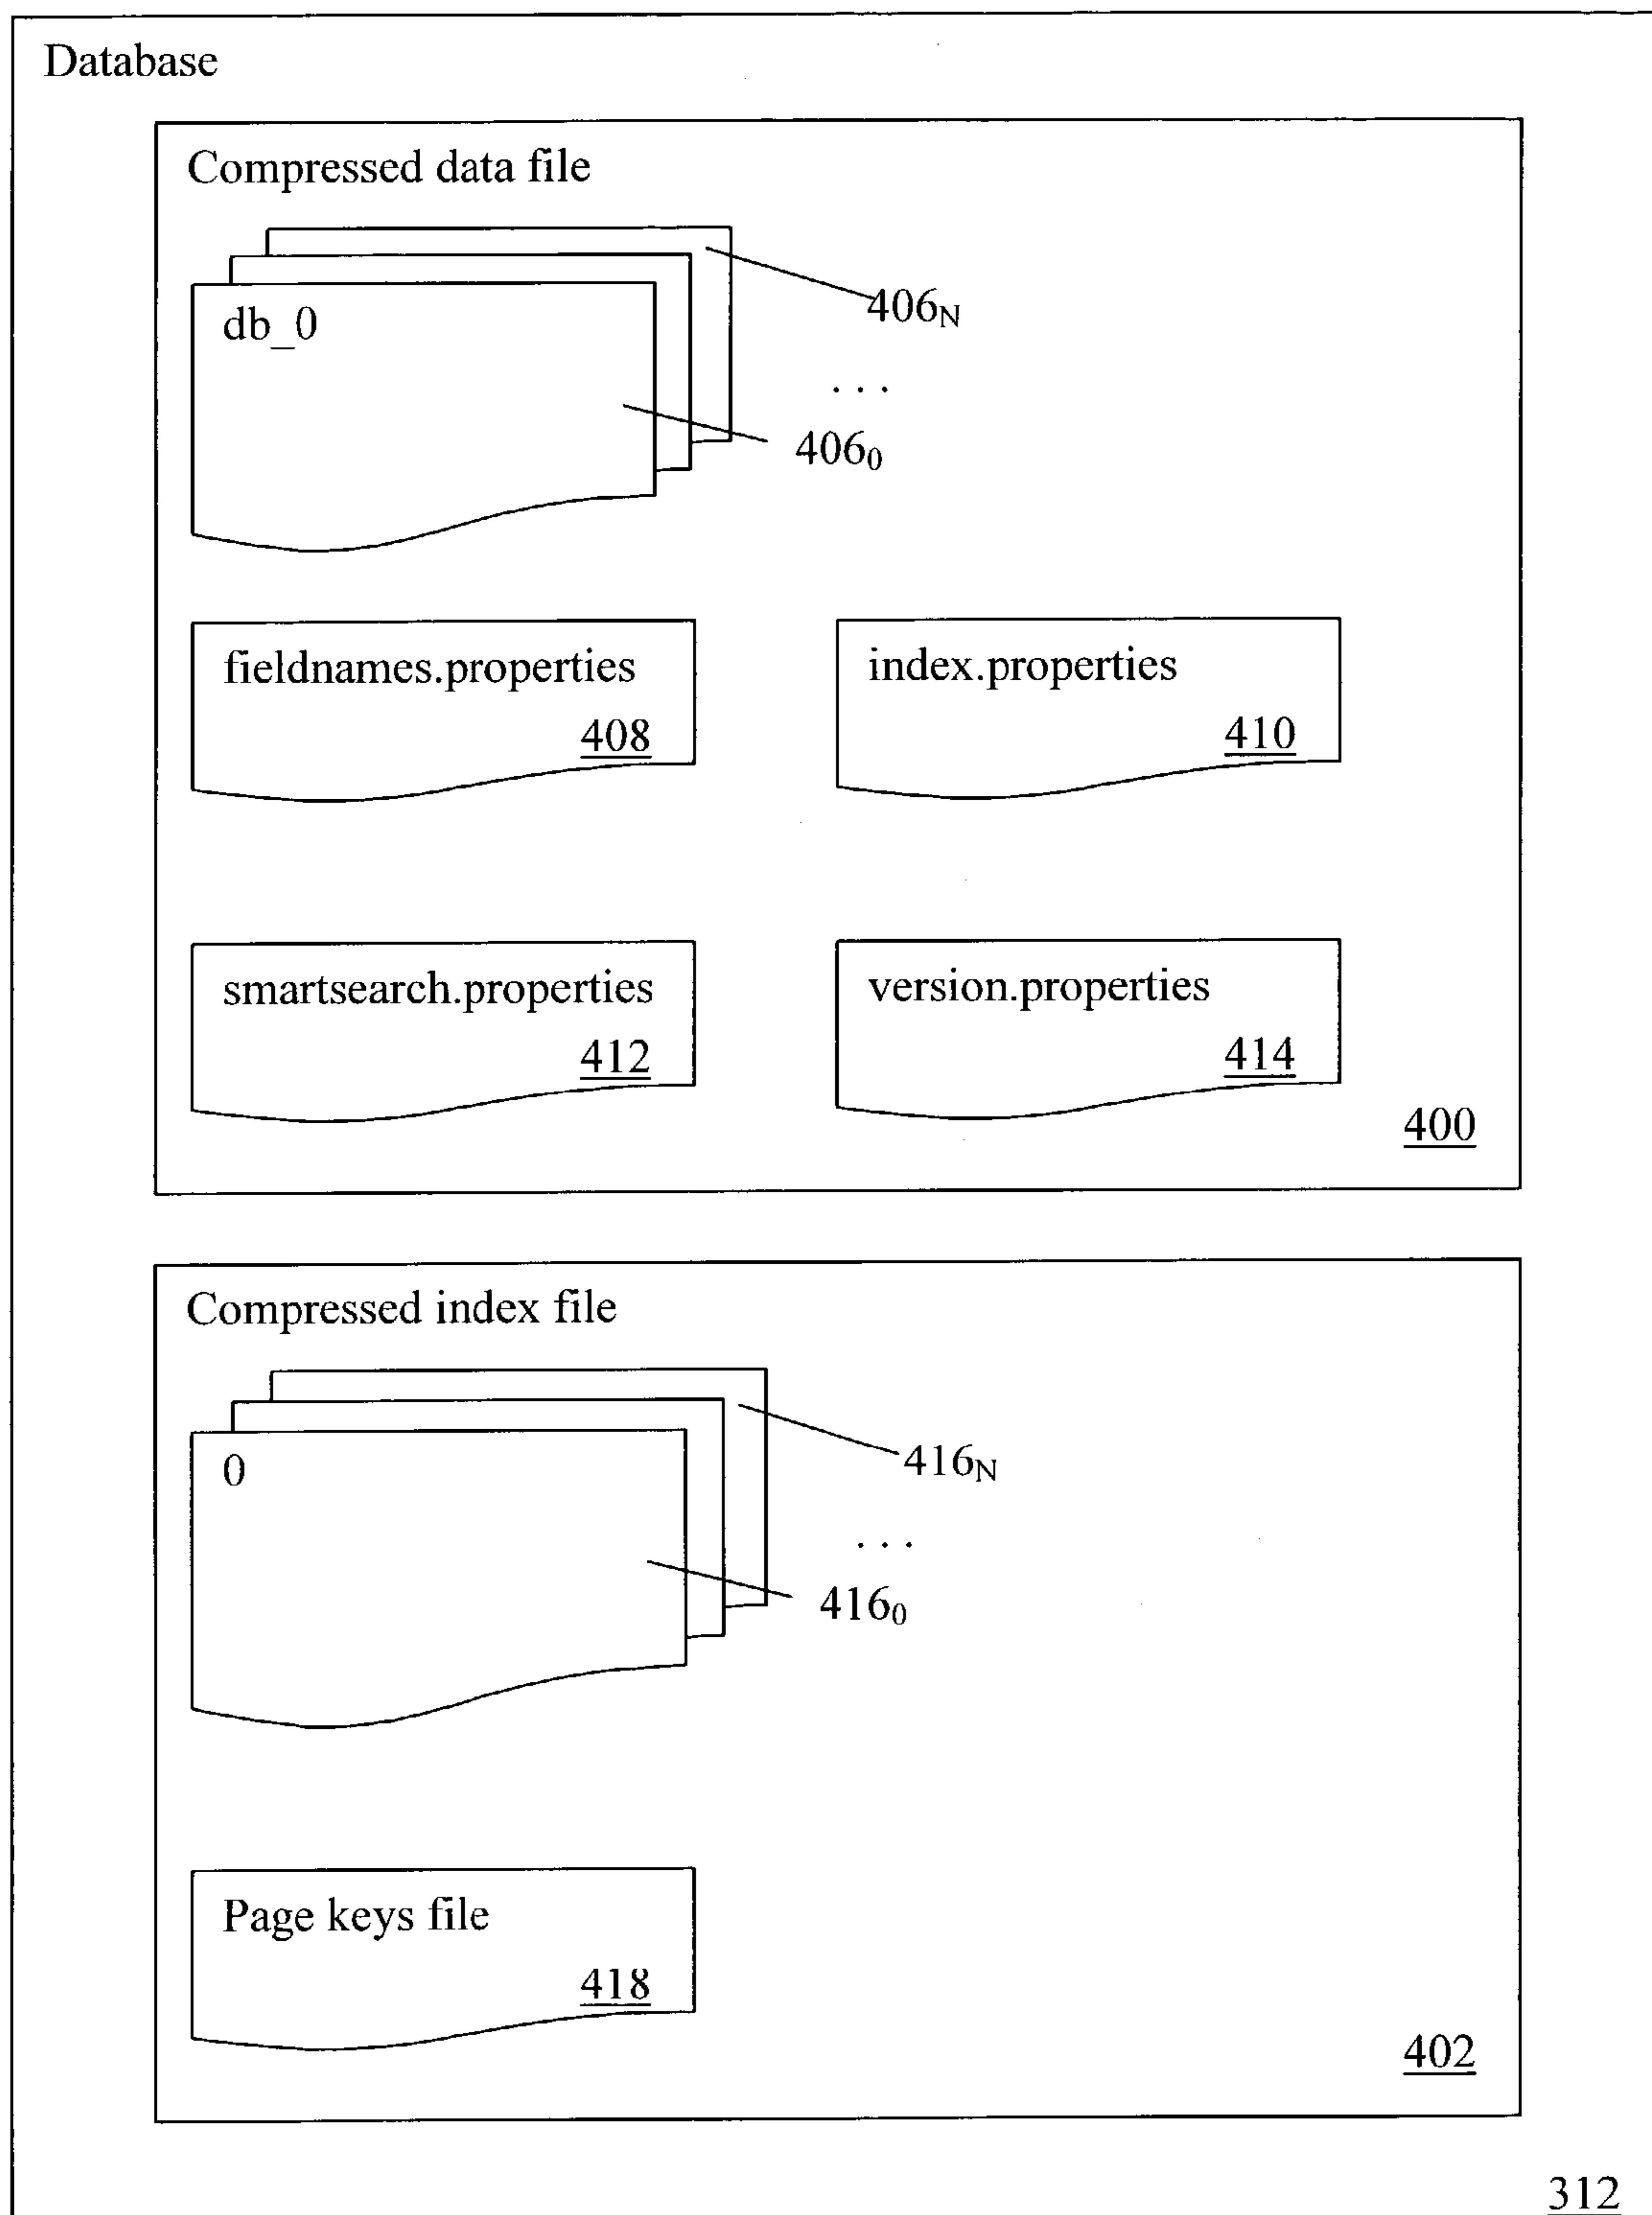 Database
Compressed data file
406N
db_0
. . .
4060
fieldnames.properties
408
index.properties
410
smartsearch.properties
412
version.properties
414
400
Compressed index file
416N
0
. . .
4160
Page keys file
418
402
312